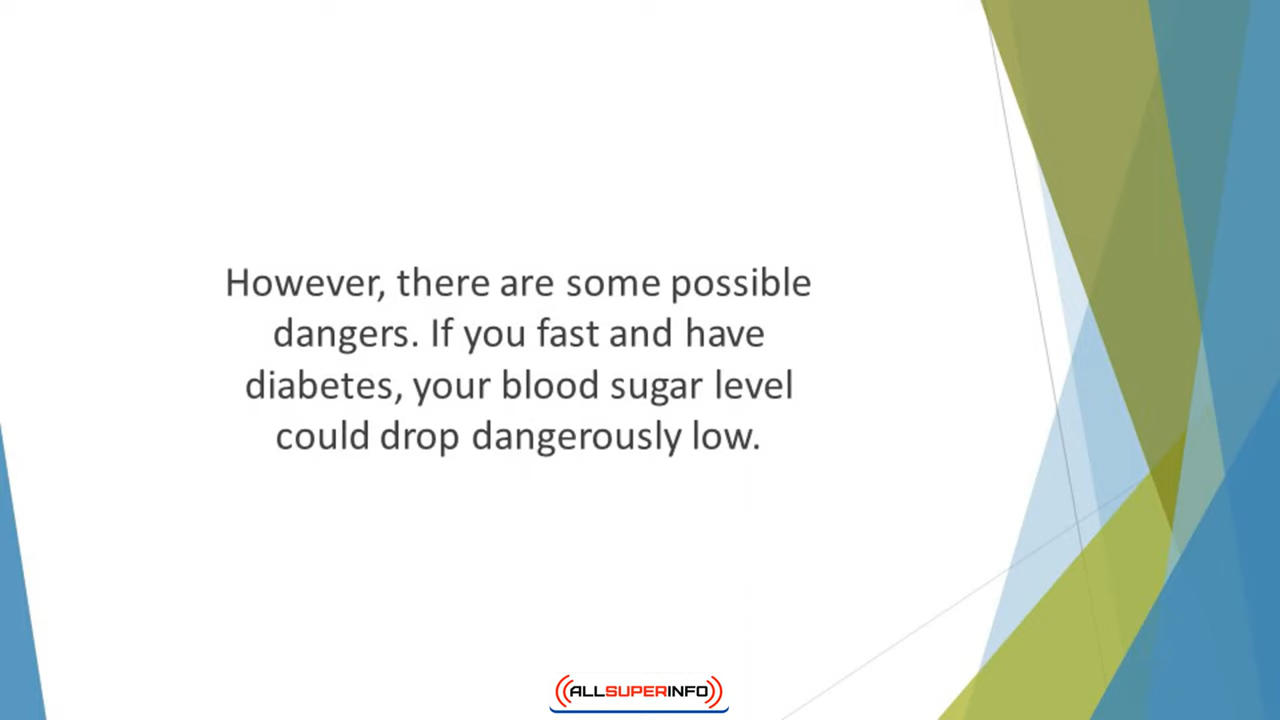 However, there are some possible
dangers. If you fast and have
diabetes, your blood sugar level
could drop dangerously low.
ALLSUPERINFO